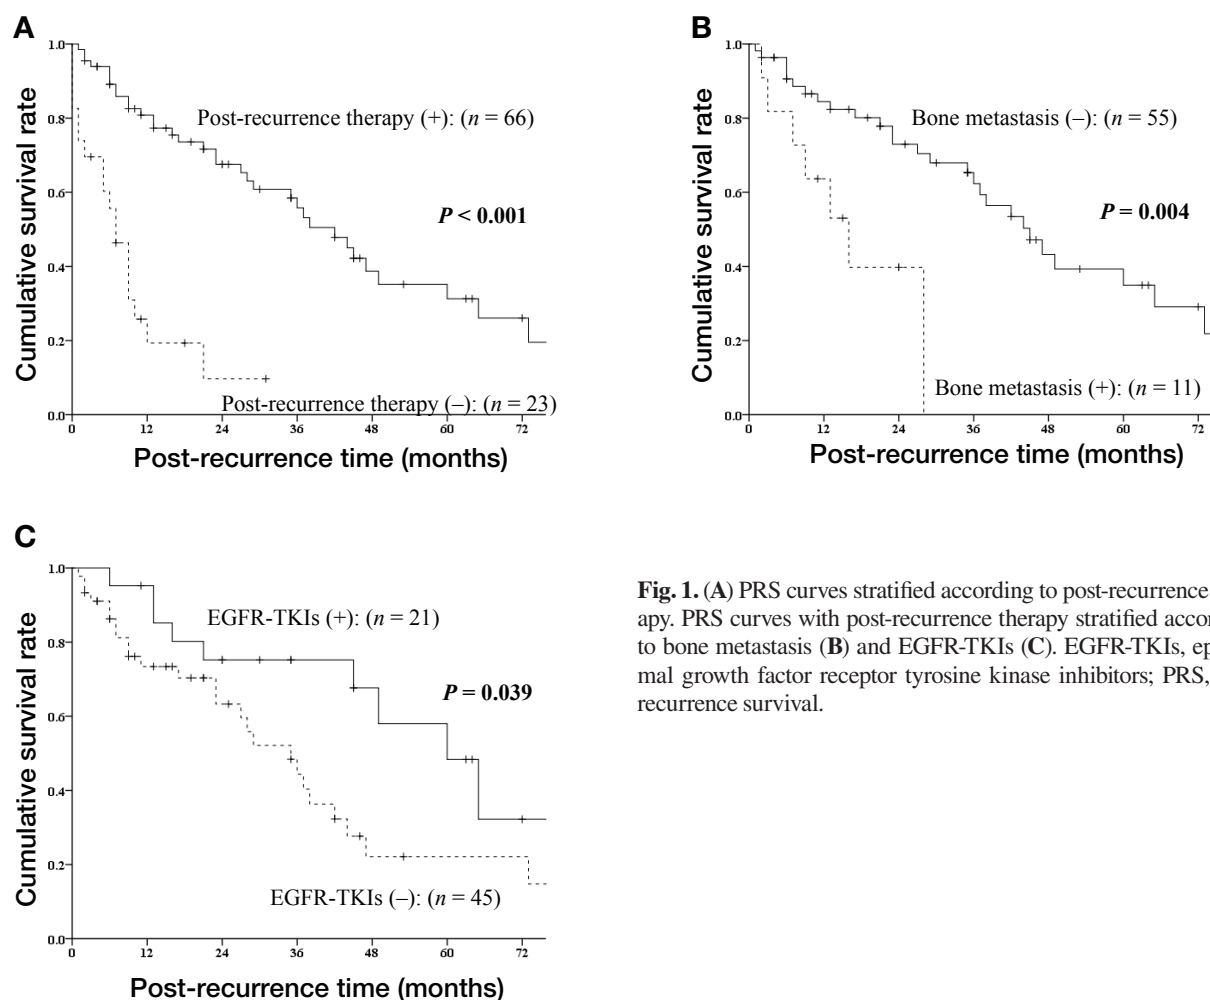 A
Cumulative survival rate
1.0
0.8
0.6
0.4
0.2
0.0
Post-recurrence therapy (+): (n = 66)
P < 0.001
Post-recurrence therapy (–): (n = 23)
0 12 24 36 48 60 72
Post-recurrence time (months)
B
Cumulative survival rate
1.0
0.8
0.6
0.4
0.2
0.0
Bone metastasis (–): (n = 55)
P = 0.004
Bone metastasis (+): (n = 11)
0 12 24 36 48 60 72
Post-recurrence time (months)
C
Cumulative survival rate
1.0
0.8
0.6
0.4
0.2
0.0
EGFR-TKIs (+): (n = 21)
P = 0.039
EGFR-TKIs (–): (n = 45)
0 12 24 36 48 60 72
Post-recurrence time (months)
Fig. 1. (A) PRS curves stratified according to post-recurrence
apy. PRS curves with post-recurrence therapy stratified accor
to bone metastasis (B) and EGFR-TKIs (C). EGFR-TKIs, ep
mal growth factor receptor tyrosine kinase inhibitors; PRS,
recurrence survival.